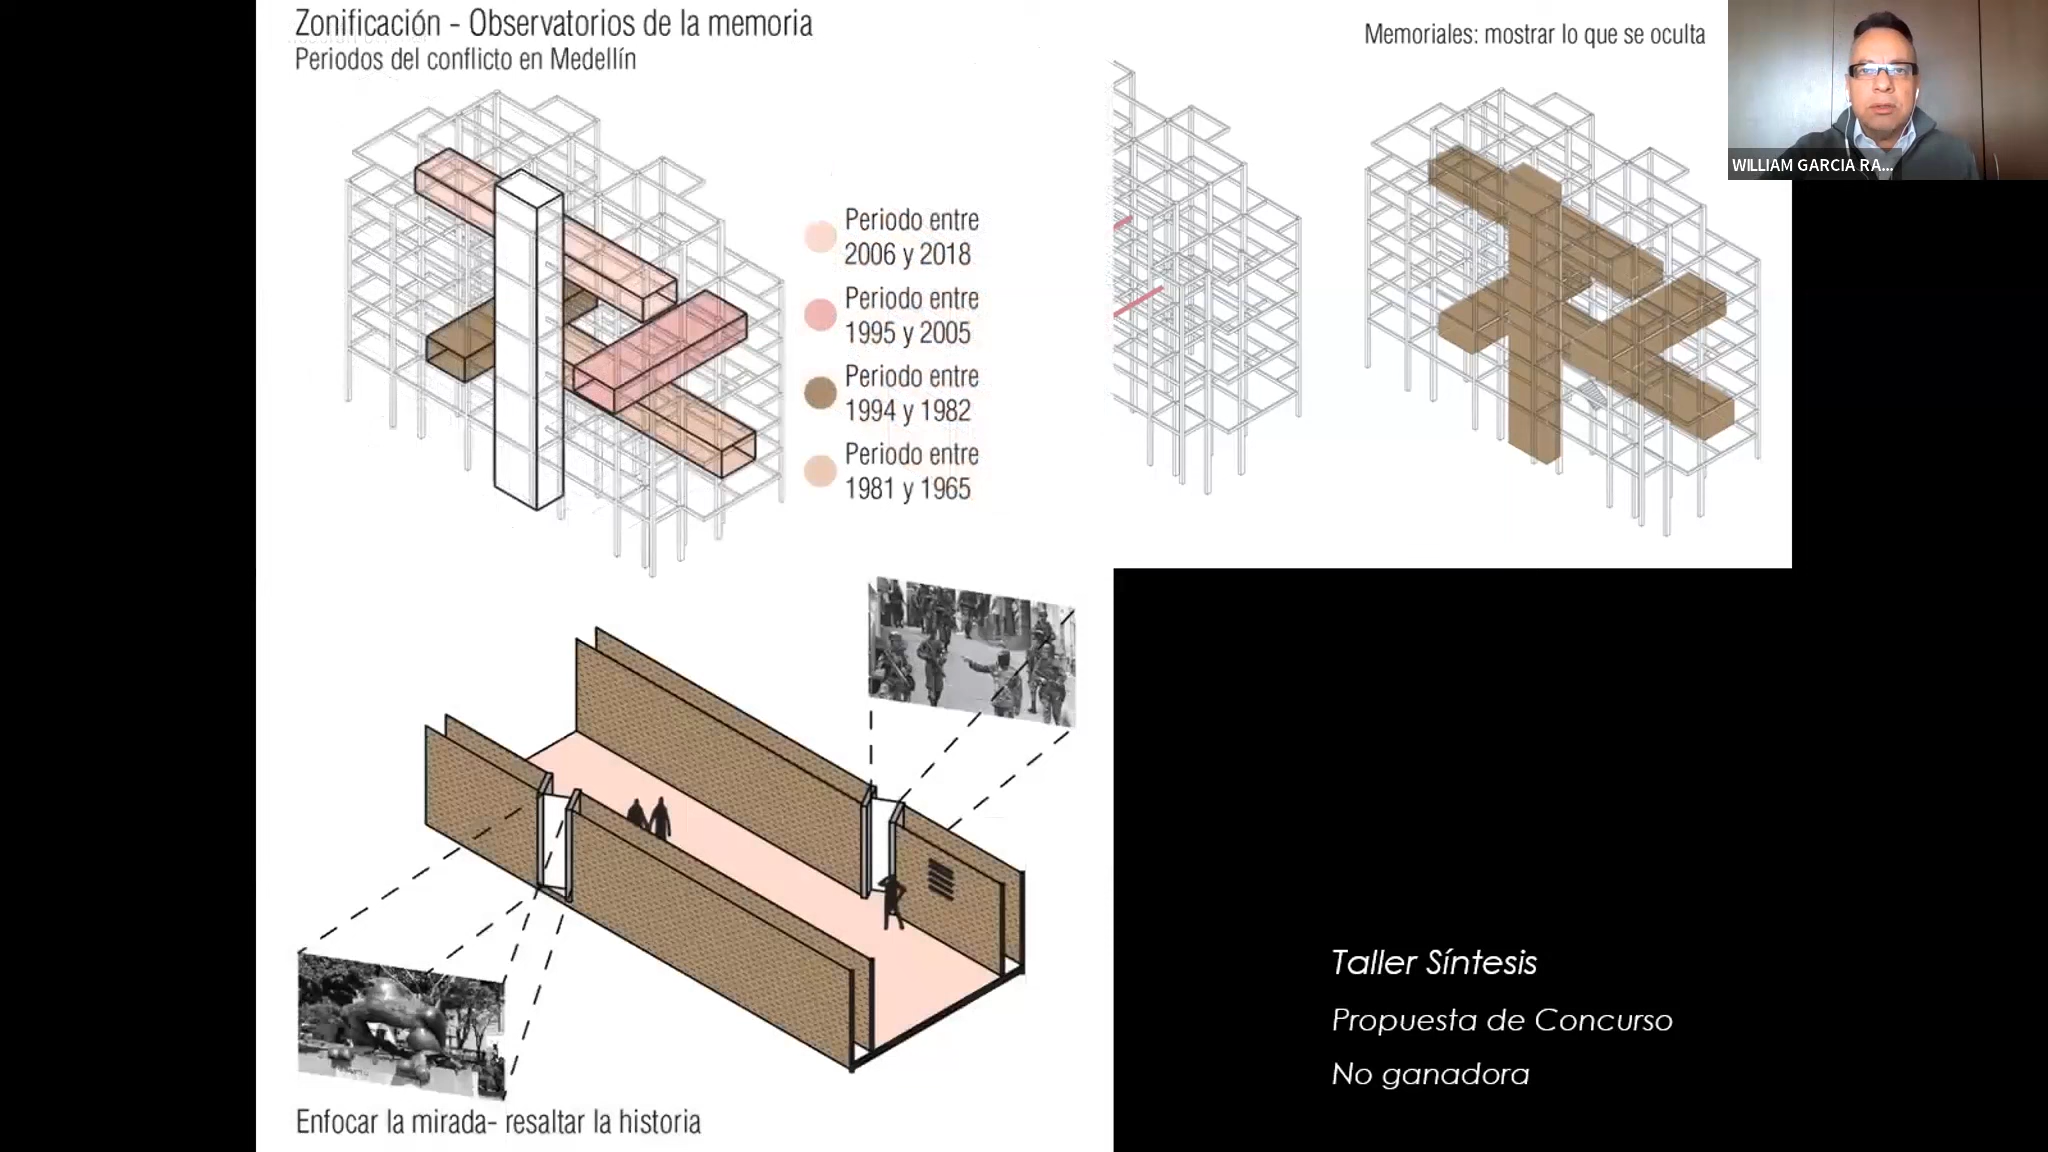 Zonificación - Observatorios de la memoria
Periodos del conflicto en Medellín
Periodo entre
2006 y 2018
Periodo entre
1995 y 2005
Periodo entre
1994 y 1982
Periodo entre
1981 y 1965
Memoriales: mostrar lo que se oculta
WILLIAM GARCIA RA...
Enfocar la mirada- resaltar la historia
Taller Síntesis
Propuesta de Concurso
No ganadora